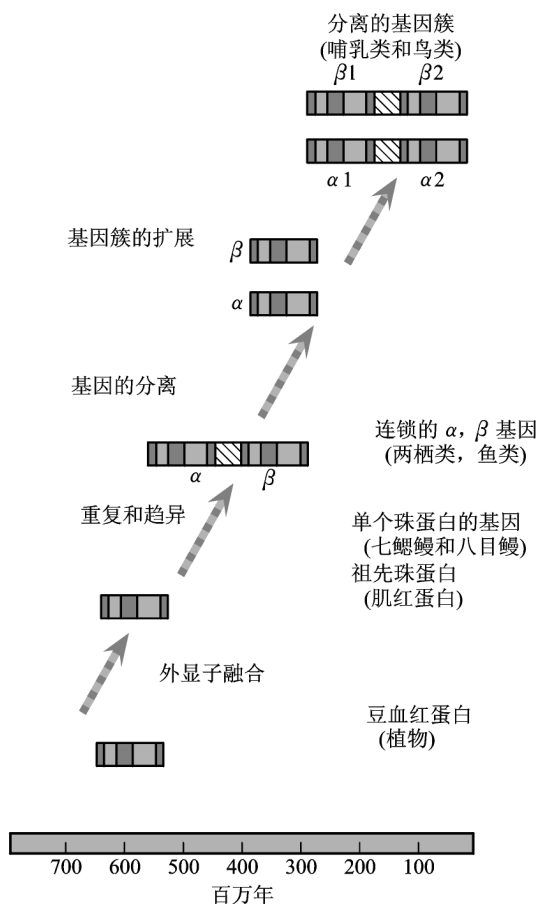 分离的基因簇
(哺乳类和鸟类)
β1 β2
α1 α2
基因簇的扩展
β
α
基因的分离
连锁的 α，β 基因
(两栖类，鱼类)
α β
重复和趋异
单个珠蛋白的基因
(七鳃鳗和八目鳗)
祖先珠蛋白
(肌红蛋白)
外显子融合
豆血红蛋白
(植物)
700 600 500 400 300 200 100
百万年